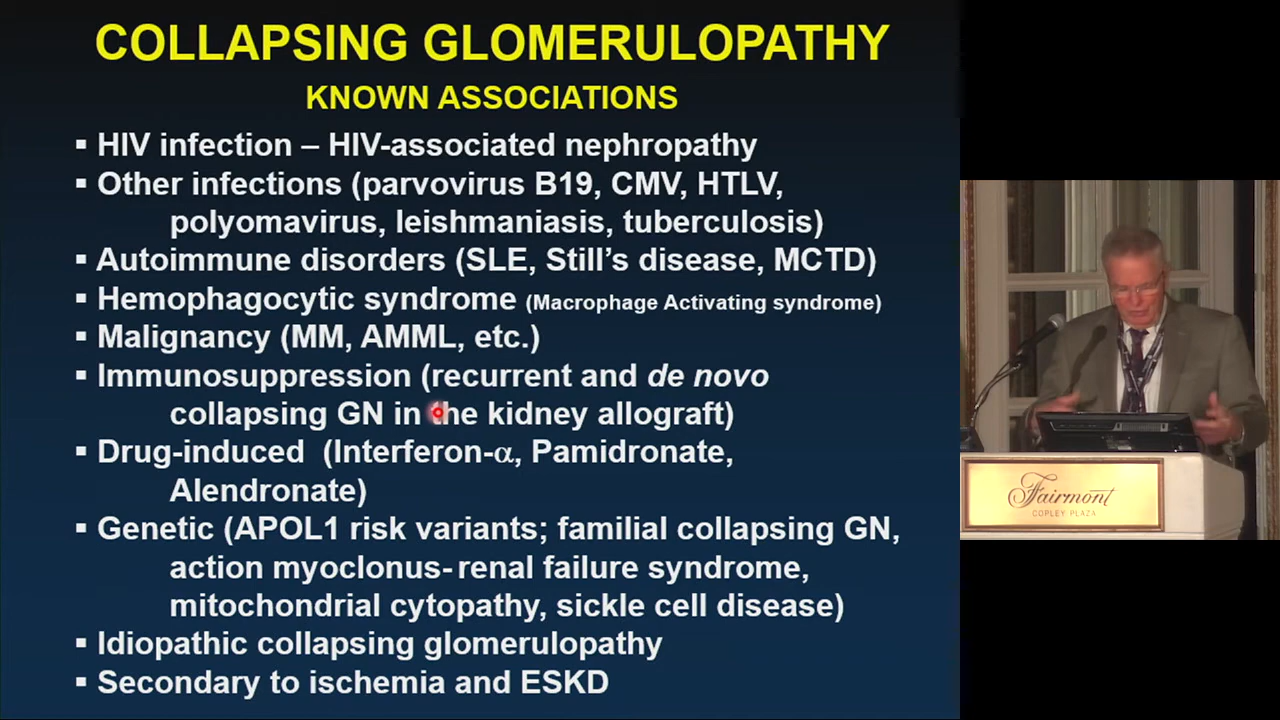 COLLAPSING GLOMERULOPATHY
KNOWN ASSOCIATIONS
▪ HIV infection – HIV-associated nephropathy
▪ Other infections (parvovirus B19, CMV, HTLV,
polyomavirus, leishmaniasis, tuberculosis)
▪ Autoimmune disorders (SLE, Still’s disease, MCTD)
▪ Hemophagocytic syndrome (Macrophage Activating syndrome)
▪ Malignancy (MM, AMML, etc.)
▪ Immunosuppression (recurrent and de novo
collapsing GN in the kidney allograft)
▪ Drug-induced (Interferon-α, Pamidronate,
Alendronate)
▪ Genetic (APOL1 risk variants; familial collapsing GN,
action myoclonus-renal failure syndrome,
mitochondrial cytopathy, sickle cell disease)
▪ Idiopathic collapsing glomerulopathy
▪ Secondary to ischemia and ESKD
Fairmont
COPLEY PLAZA